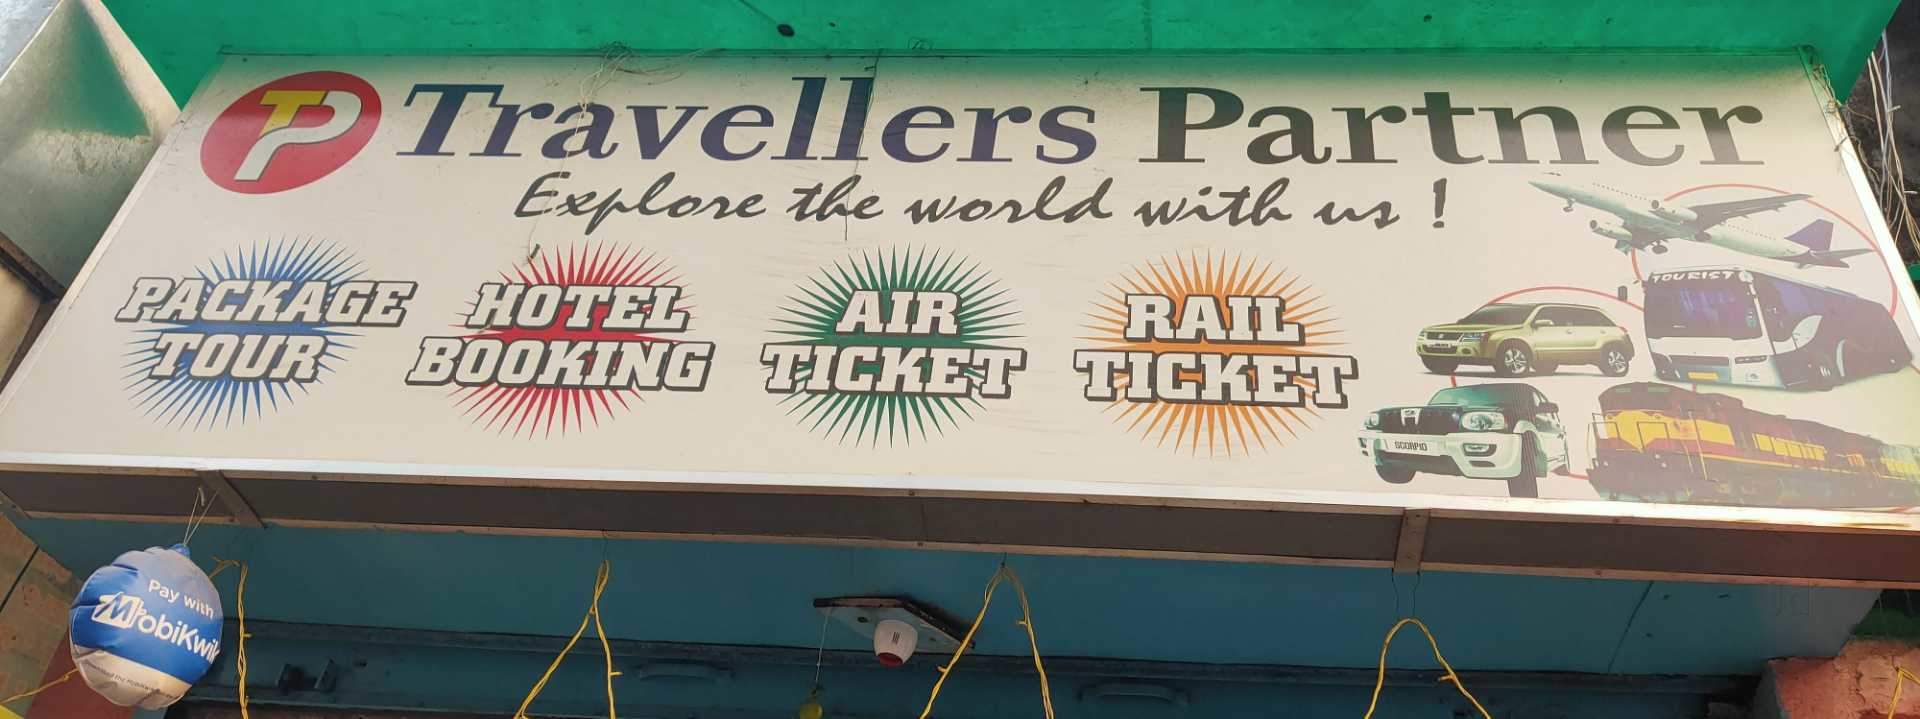 TP Travellers Partner
Explore the world with us !
PACKAGE
TOUR
HOTEL
BOOKING
AIR
TICKET
RAIL
TICKET
TOURIST
SCORPIO
Pay with
MobiKwik